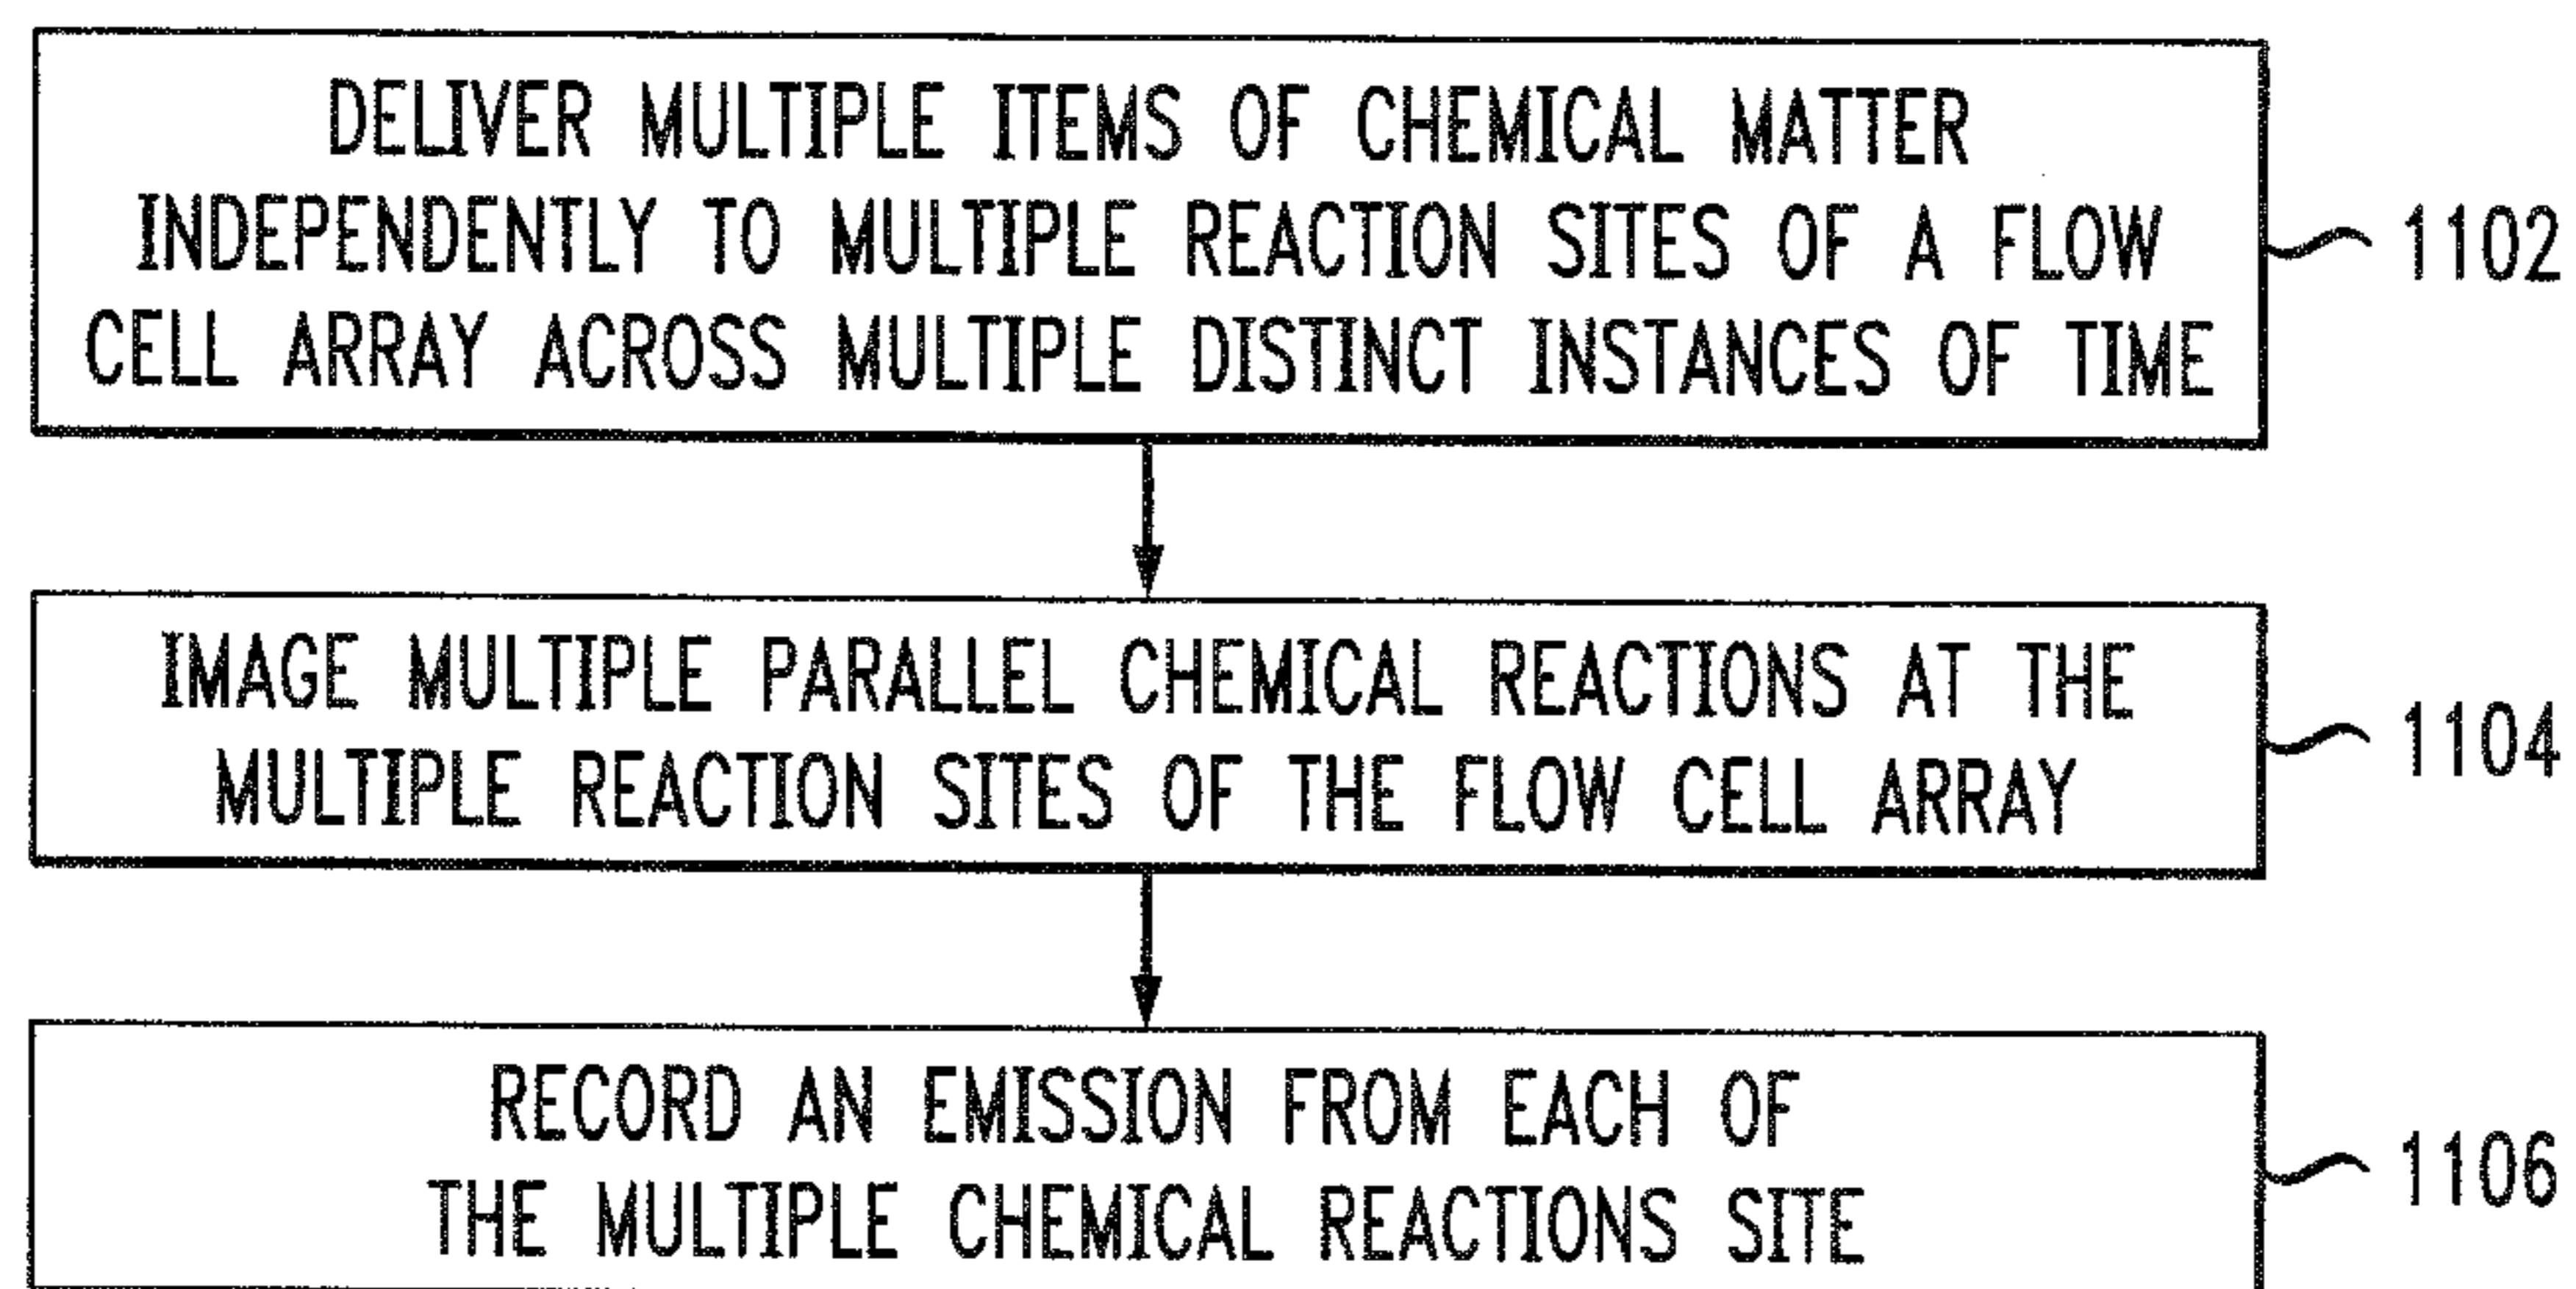 DELIVER MULTIPLE ITEMS OF CHEMICAL MATTER
INDEPENDENTLY TO MULTIPLE REACTION SITES OF A FLOW
CELL ARRAY ACROSS MULTIPLE DISTINCT INSTANCES OF TIME
1102
IMAGE MULTIPLE PARALLEL CHEMICAL REACTIONS AT THE
MULTIPLE REACTION SITES OF THE FLOW CELL ARRAY
1104
RECORD AN EMISSION FROM EACH OF
THE MULTIPLE CHEMICAL REACTIONS SITE
1106